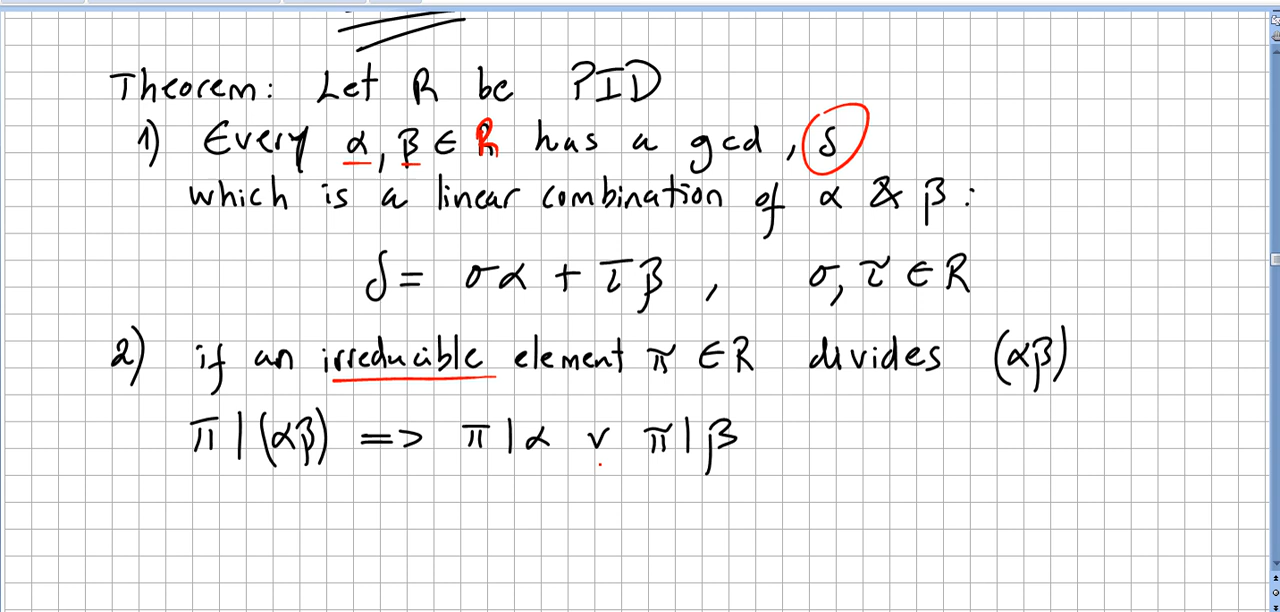 Theorem: Let R be PID
1) Every α, β ∈ R has a gcd, δ
which is a linear combination of α & β:
δ = σα + τβ, σ, τ ∈ R
2) if an irreducible element π ∈ R divides (αβ)
π | (αβ) => π | α ∨ π | β